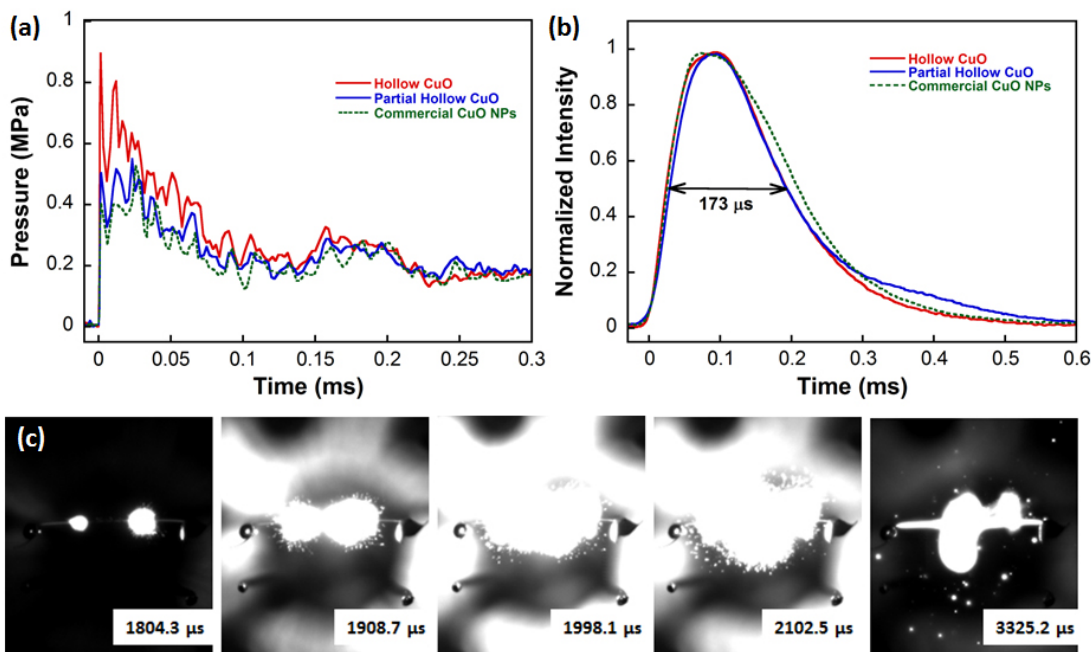 (a)
1
0.8
0.6
0.4
0.2
0
Pressure (MPa)
Hollow CuO
Partial Hollow CuO
Commercial CuO NPs
0 0.05 0.1 0.15 0.2 0.25 0.3
Time (ms)
(b)
1
0.8
0.6
0.4
0.2
0
Normalized Intensity
Hollow CuO
Partial Hollow CuO
Commercial CuO NPs
173 μs
0 0.1 0.2 0.3 0.4 0.5 0.6
Time (ms)
(c)
1804.3 μs
1908.7 μs
1998.1 μs
2102.5 μs
3325.2 μs